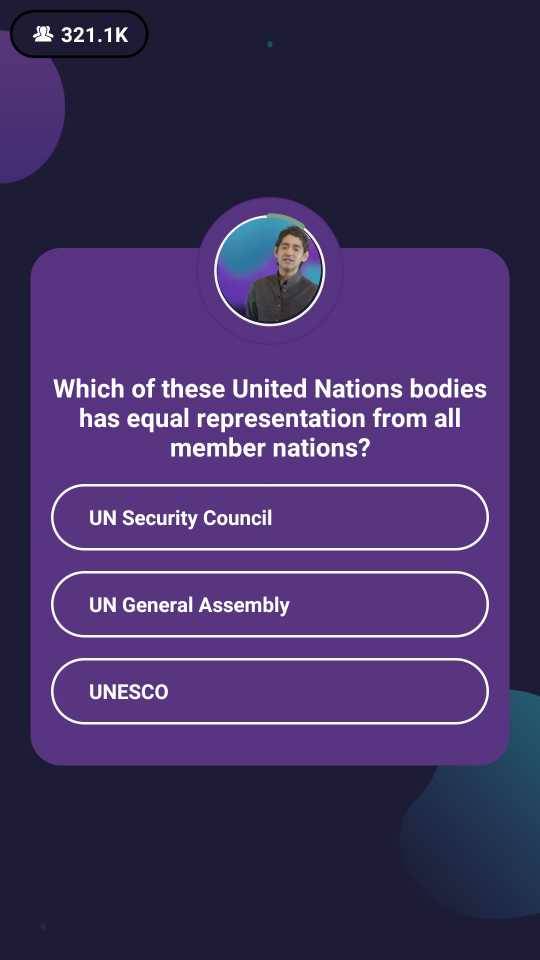 321.1K
Which of these United Nations bodies
has equal representation from all
member nations?
UN Security Council
UN General Assembly
UNESCO